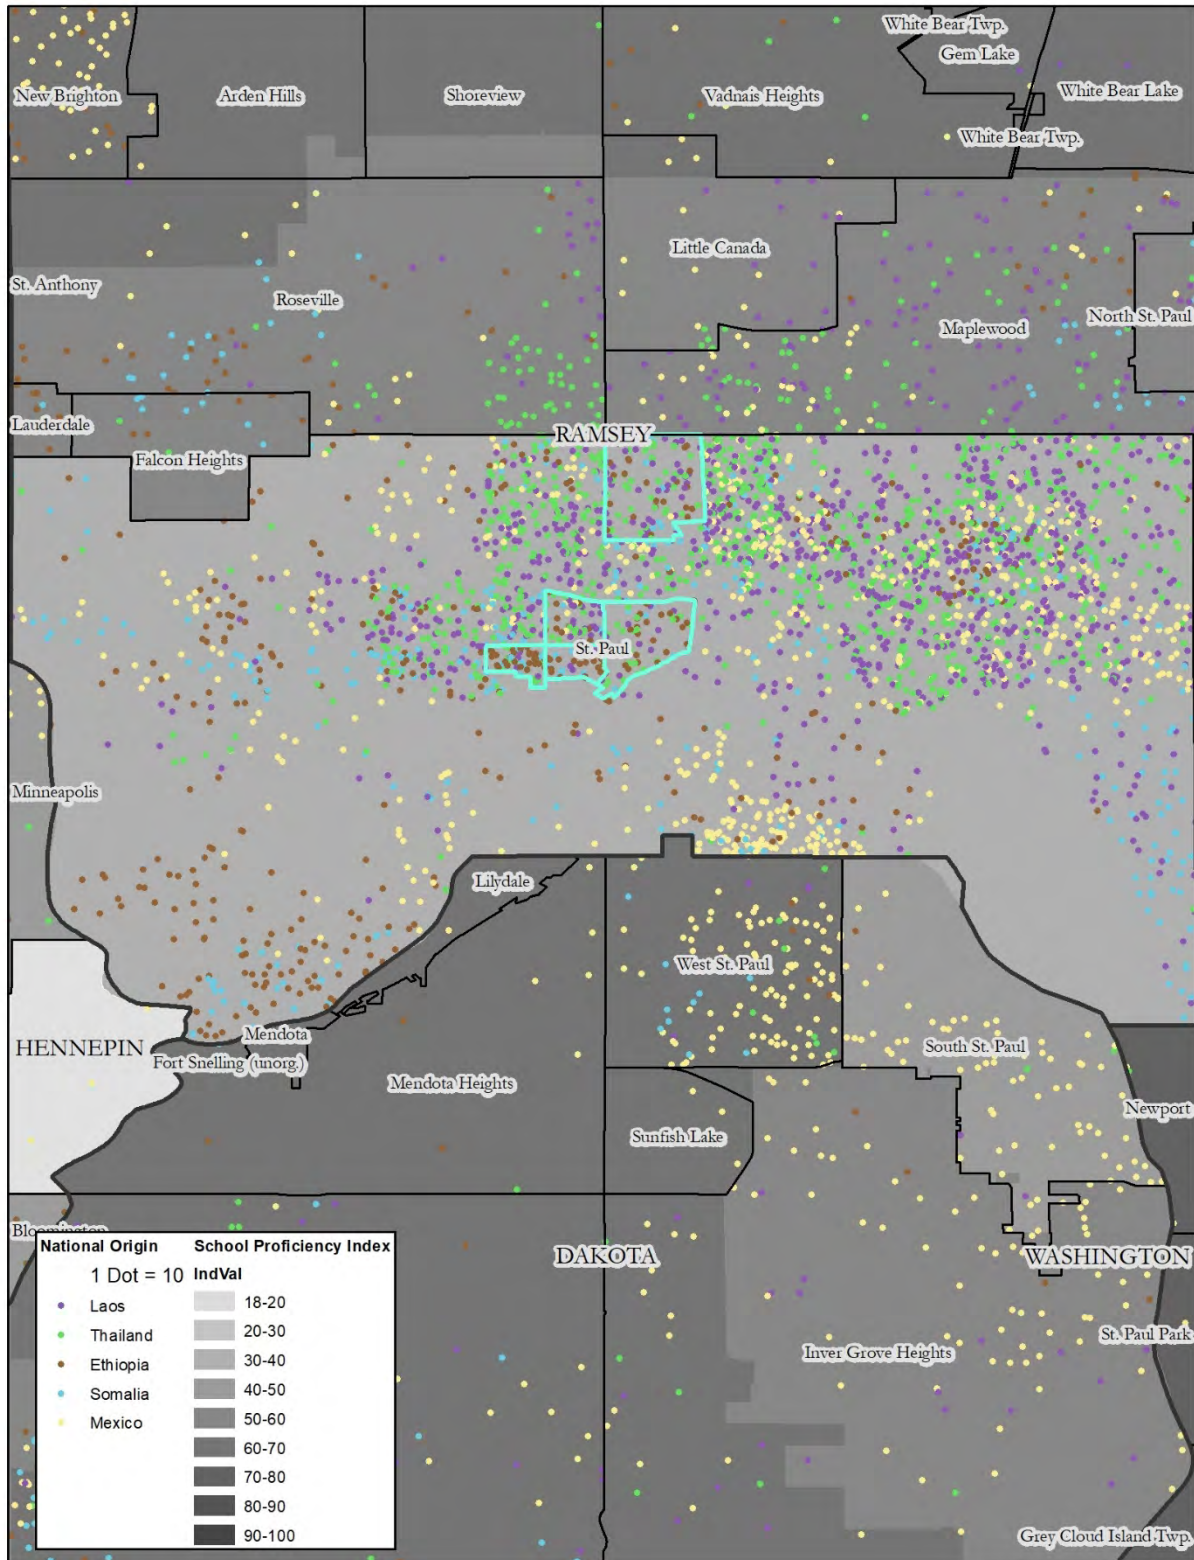 White Bear Twp.
Gem Lake
New Brighton
Arden Hills
Shoreview
Vadnais Heights
White Bear Lake
White Bear Twp.
Little Canada
St. Anthony
Roseville
Maplewood
North St. Paul
Lauderdale
RAMSEY
Falcon Heights
St. Paul
Minneapolis
Lilydale
West St. Paul
HENNEPIN
Mendota
Fort Snelling (unorg.)
South St. Paul
Mendota Heights
Newport
Sunfish Lake
Bloomington
DAKOTA
WASHINGTON
St. Paul Park
Inver Grove Heights
Grey Cloud Island Twp.
National Origin
1 Dot = 10
Laos
Thailand
Ethiopia
Somalia
Mexico
School Proficiency Index
IndVal
18-20
20-30
30-40
40-50
50-60
60-70
70-80
80-90
90-100